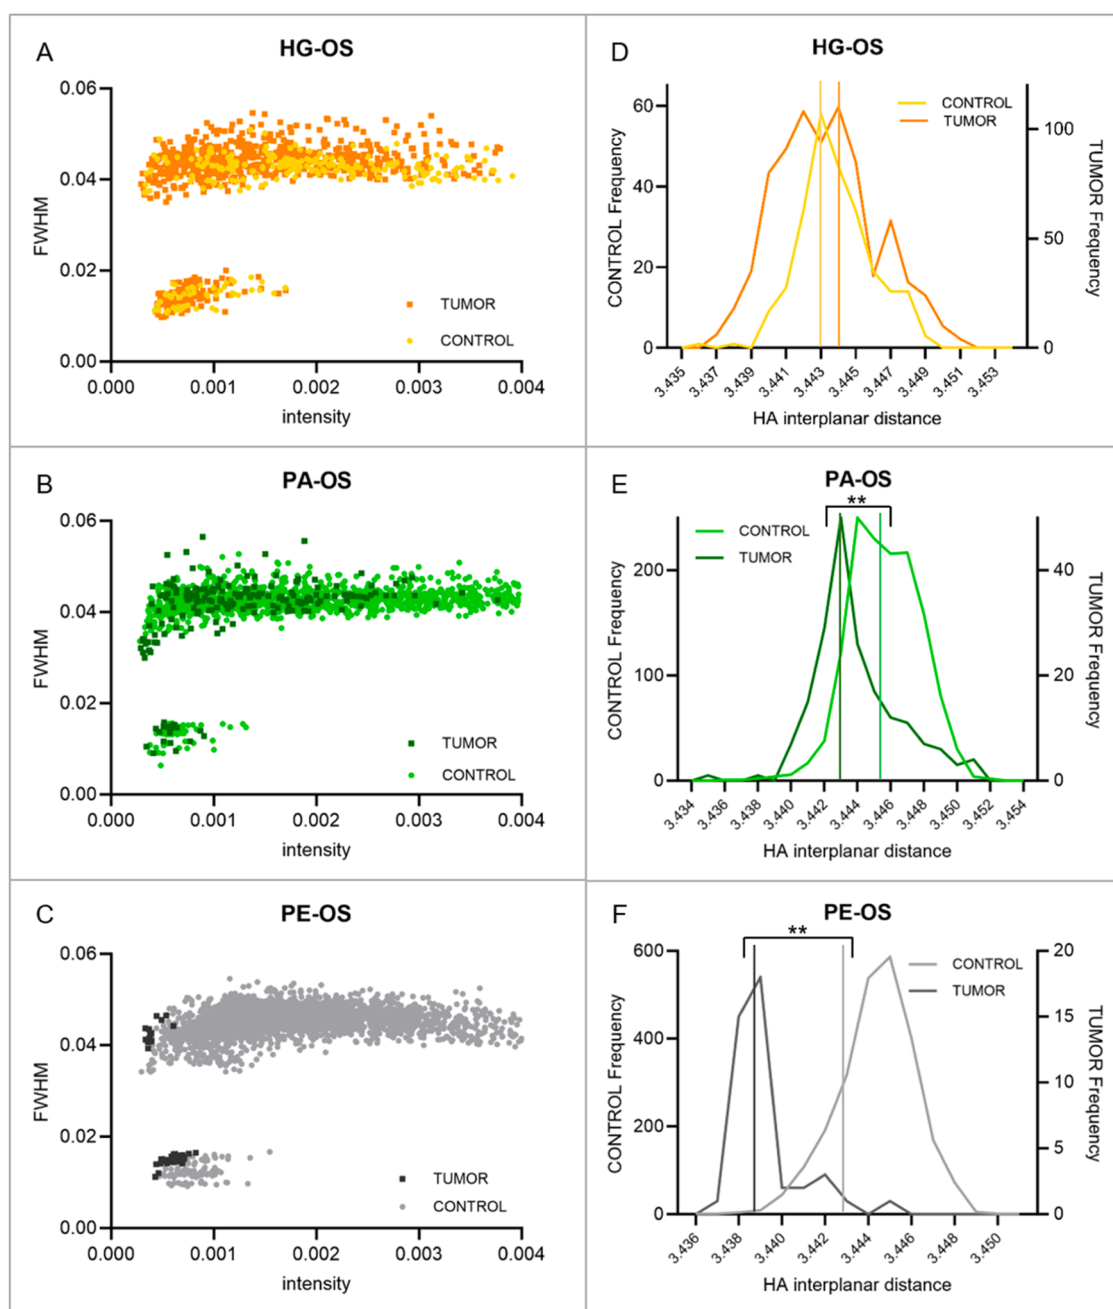 A
HG-OS
0.06
0.04
0.02
0.00
FWHM
TUMOR
CONTROL
0.000 0.001 0.002 0.003 0.004
intensity
D
HG-OS
60
40
20
0
CONTROL Frequency
CONTROL
TUMOR
100
50
0
TUMOR Frequency
3.435 3.437 3.439 3.441 3.443 3.445 3.447 3.449 3.451 3.453
HA interplanar distance
B
PA-OS
0.06
0.04
0.02
0.00
FWHM
TUMOR
CONTROL
0.000 0.001 0.002 0.003 0.004
intensity
E
PA-OS
**
200
100
0
CONTROL Frequency
CONTROL
TUMOR
40
20
0
TUMOR Frequency
3.434 3.436 3.438 3.440 3.442 3.444 3.446 3.448 3.450 3.452 3.454
HA interplanar distance
C
PE-OS
0.06
0.04
0.02
0.00
FWHM
TUMOR
CONTROL
0.000 0.001 0.002 0.003 0.004
intensity
F
PE-OS
**
600
400
200
0
CONTROL Frequency
CONTROL
TUMOR
20
15
10
5
0
TUMOR Frequency
3.436 3.438 3.440 3.442 3.444 3.446 3.448 3.450
HA interplanar distance